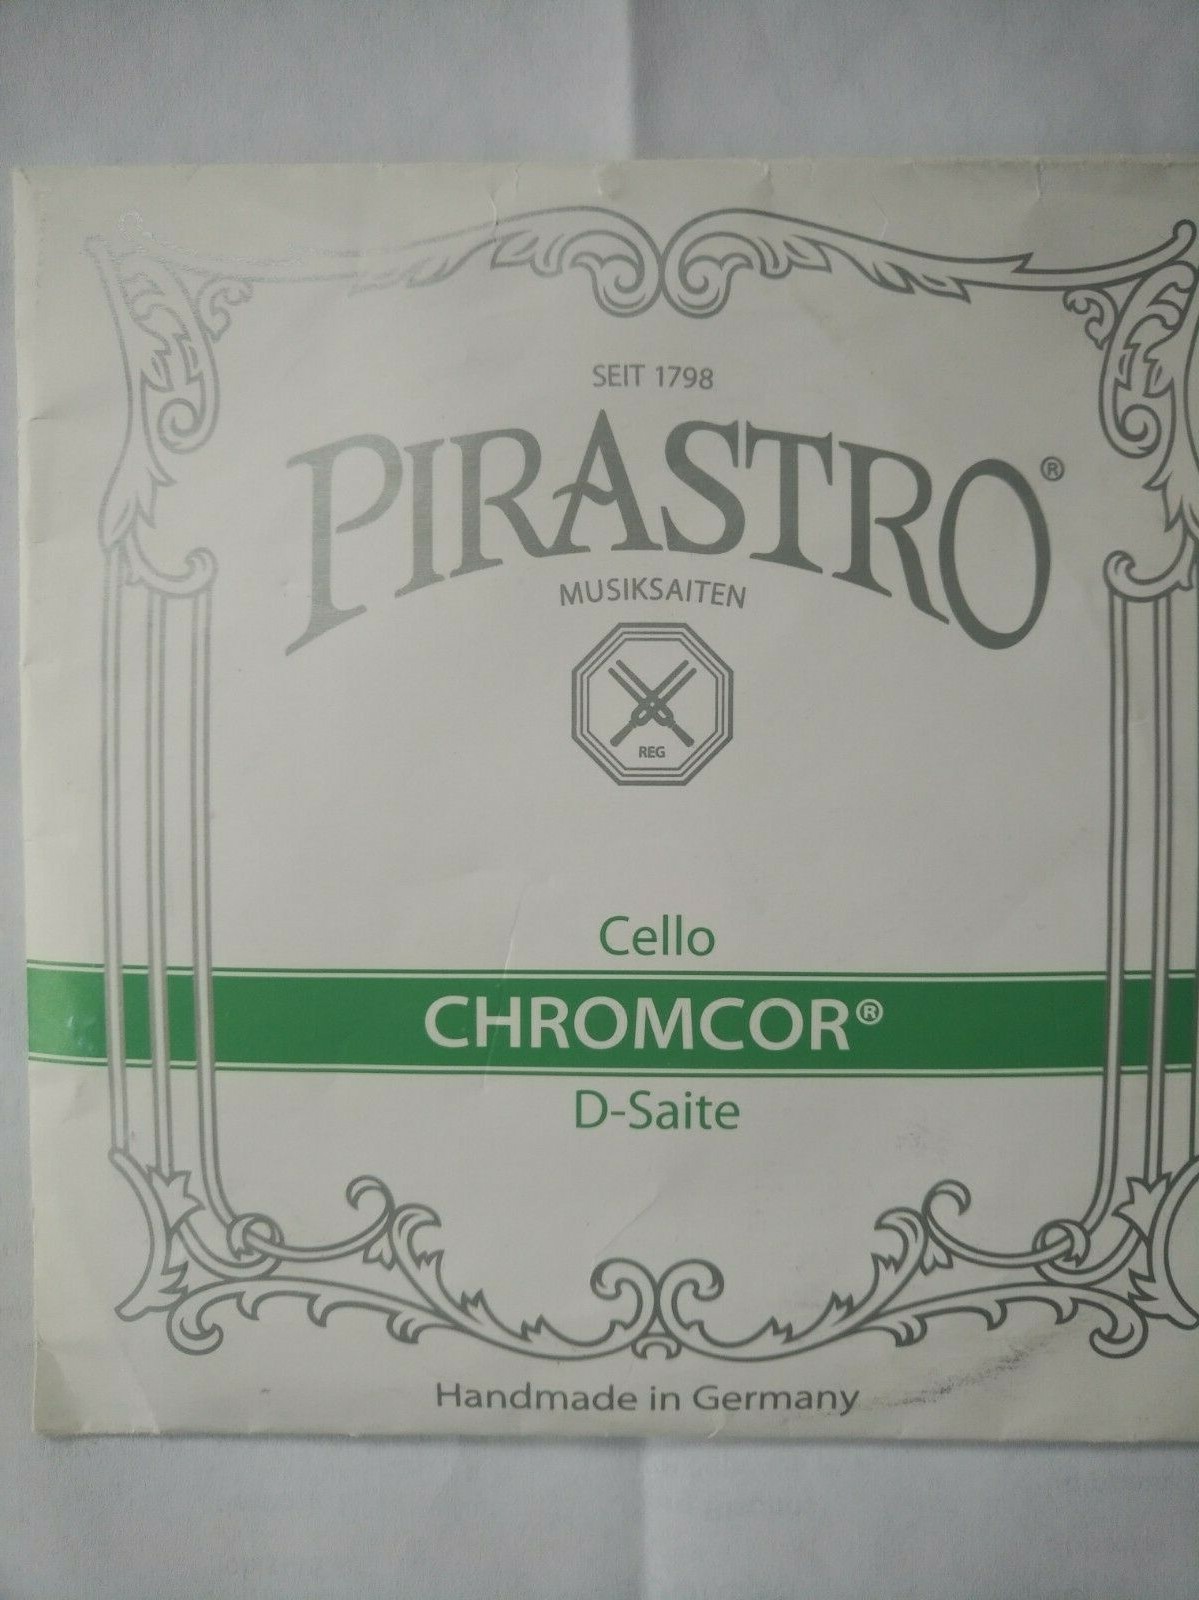 SEIT 1798
PIRASTRO®
MUSIKSAITEN
REG
Cello
CHROMCOR®
D-Saite
Handmade in Germany